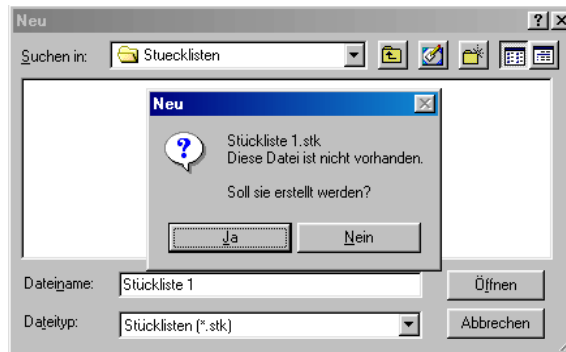 Neu
Suchen in: Stuecklisten
Neu
Stückliste 1.stk
Diese Datei ist nicht vorhanden.
Soll sie erstellt werden?
Ja Nein
Dateiname: Stückliste 1 Öffnen
Dateityp: Stücklisten (*.stk) Abbrechen